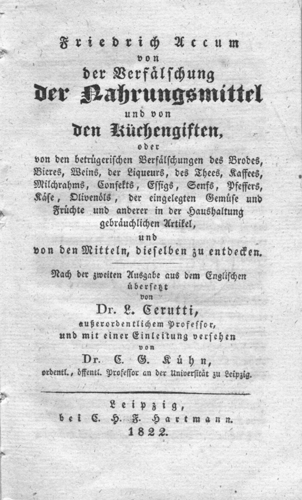 Friedrich Accum
von
der Verfälschung
der Nahrungsmittel
und von
den Küchengiften,
oder
von den betrügerischen Verfälschungen des Brodes,
Bieres, Weins, der Liqueurs, des Thees, Kaffees,
Milchrahms, Confekts, Essigs, Senfs, Pfeffers,
Käse, Olivenöls, der eingelegten Gemüse und
Früchte und anderer in der Haushaltung
gebräuchlichen Artikel,
und
von den Mitteln, dieselben zu entdecken.
Nach der zweiten Ausgabe aus dem Englischen
übersetzt
von
Dr. L. Cerutti,
außerordentlichem Professor,
und mit einer Einleitung versehen
von
Dr. C. G. Kühn,
ordentl., öffentl. Professor an der Universität zu Leipzig.
Leipzig,
bei C. H. F. Hartmann.
1822.